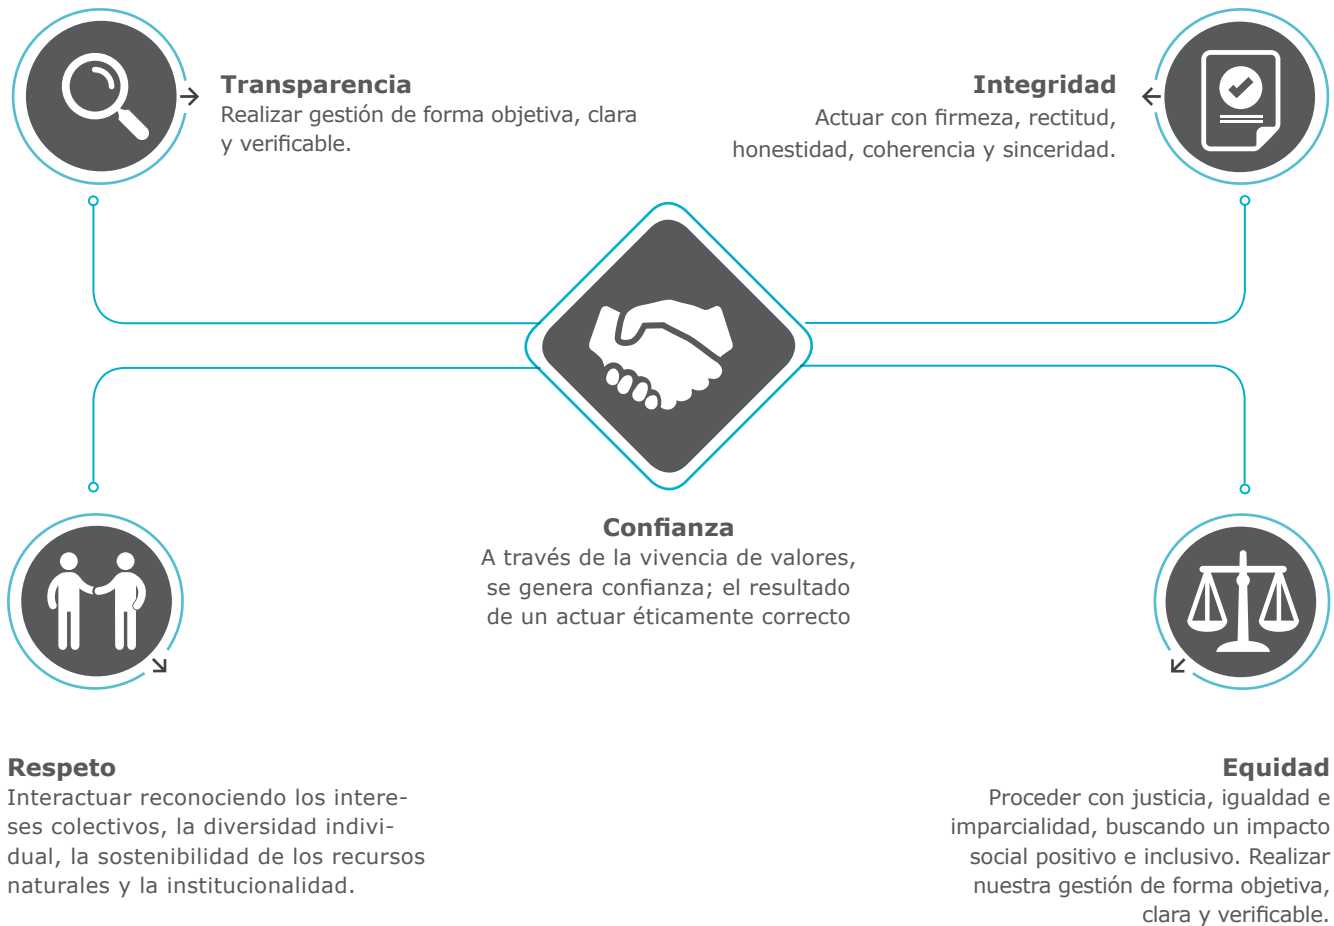 Transparencia
Realizar gestión de forma objetiva, clara
y verificable.
Integridad
Actuar con firmeza, rectitud,
honestidad, coherencia y sinceridad.
Confianza
A través de la vivencia de valores,
se genera confianza; el resultado
de un actuar éticamente correcto
Respeto
Interactuar reconociendo los intere-
ses colectivos, la diversidad indivi-
dual, la sostenibilidad de los recursos
naturales y la institucionalidad.
Equidad
Proceder con justicia, igualdad e
imparcialidad, buscando un impacto
social positivo e inclusivo. Realizar
nuestra gestión de forma objetiva,
clara y verificable.